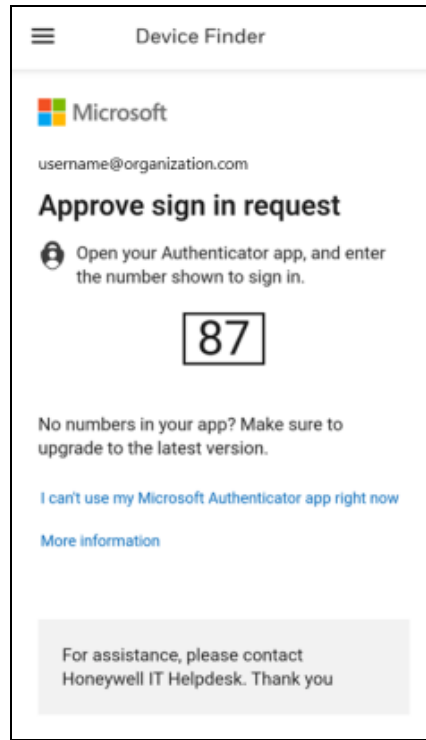 Device Finder
Microsoft
username@organization.com
Approve sign in request
Open your Authenticator app, and enter
the number shown to sign in.
87
No numbers in your app? Make sure to
upgrade to the latest version.
I can't use my Microsoft Authenticator app right now
More information
For assistance, please contact
Honeywell IT Helpdesk. Thank you